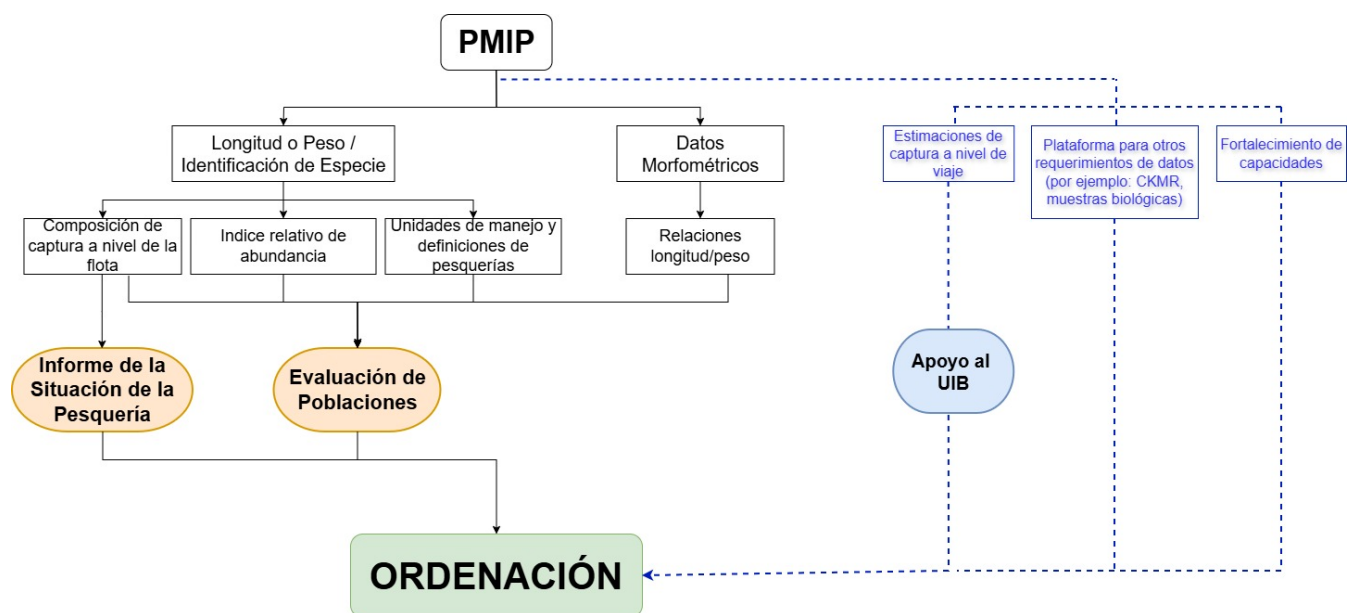 PMIP
Longitud o Peso /
Identificación de Especie
Datos
Morfométricos
Estimaciones de
captura a nivel de
viaje
Plataforma para otros
requerimientos de datos
(por ejemplo: CKMR,
muestras biológicas)
Fortalecimiento de
capacidades
Composición de
captura a nivel de la
flota
Indice relativo de
abundancia
Unidades de manejo y
definiciones de
pesquerías
Relaciones
longitud/peso
Informe de la
Situación de la
Pesquería
Evaluación de
Poblaciones
Apoyo al
UIB
ORDENACIÓN